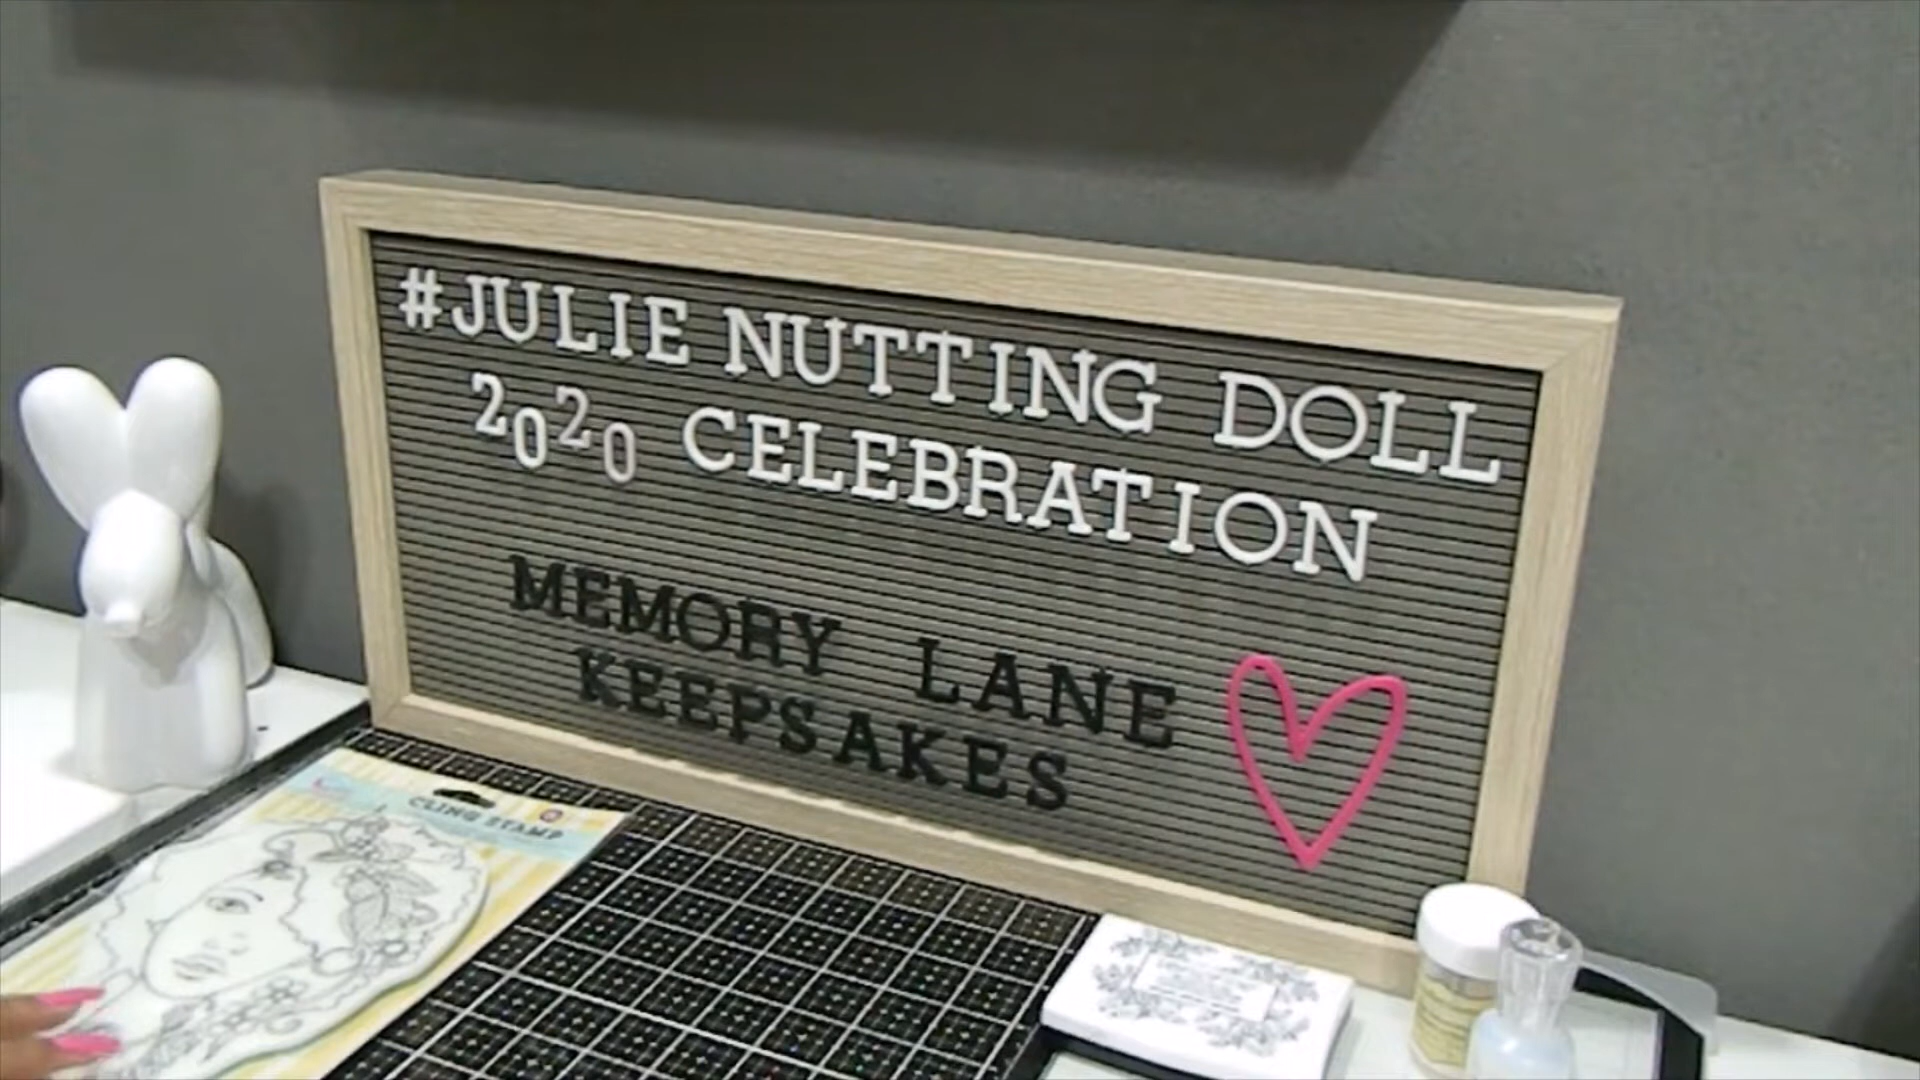 #JULIE NUTTING DOLL
2020 CELEBRATION
MEMORY LANE
KEEPSAKES
CLING STAMP